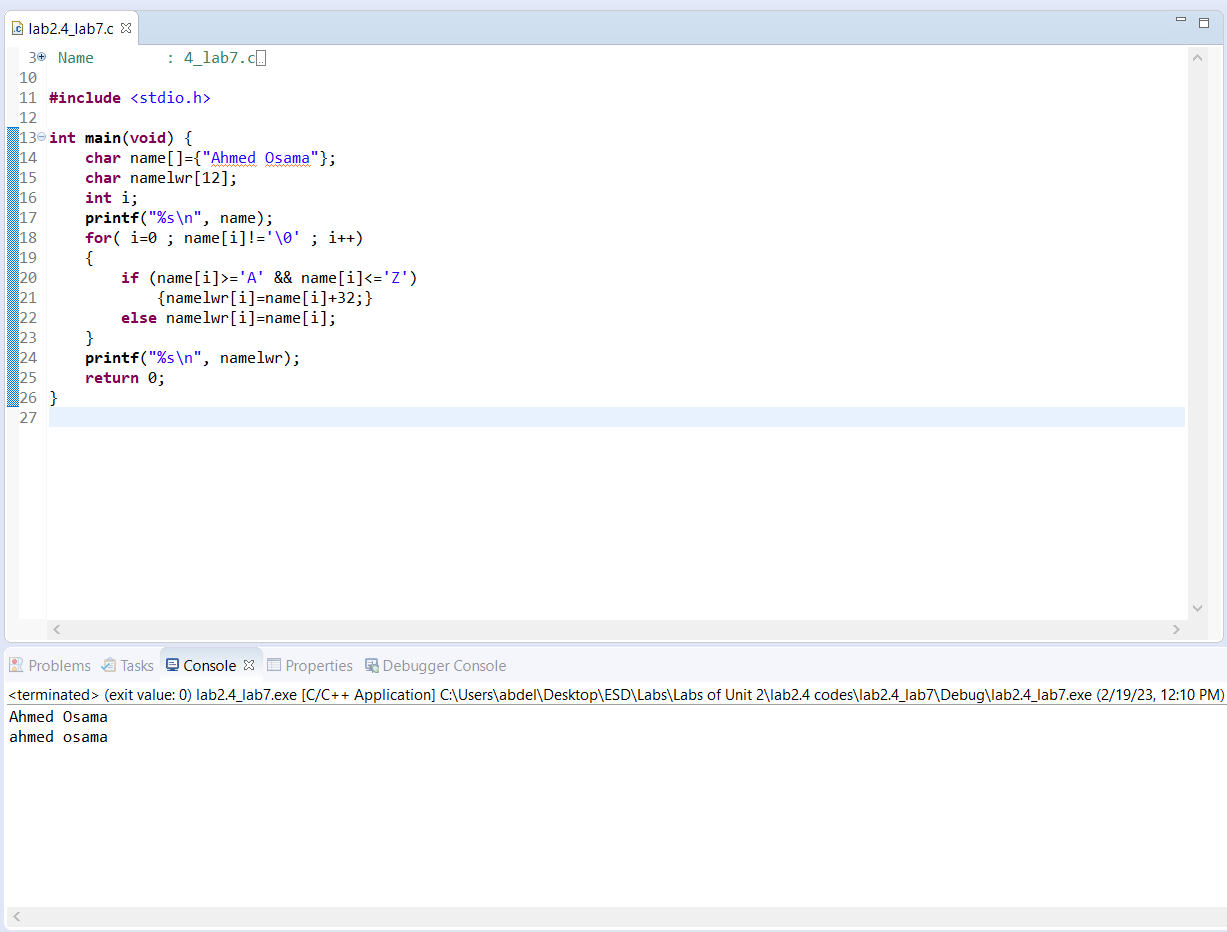 lab2.4_lab7.c
3 Name        : 4_lab7.c
10
11 #include <stdio.h>
12
13 int main(void) {
14     char name[]={"Ahmed Osama"};
15     char namelwr[12];
16     int i;
17     printf("%s\n", name);
18     for( i=0 ; name[i]!='\0' ; i++)
19     {
20         if (name[i]>='A' && name[i]<='Z')
21             {namelwr[i]=name[i]+32;}
22         else namelwr[i]=name[i];
23     }
24     printf("%s\n", namelwr);
25     return 0;
26 }
27
Problems Tasks Console Properties Debugger Console
<terminated> (exit value: 0) lab2.4_lab7.exe [C/C++ Application] C:\Users\abdel\Desktop\ESD\Labs\Labs of Unit 2\lab2.4 codes\lab2.4_lab7\Debug\lab2.4_lab7.exe (2/19/23, 12:10 PM)
Ahmed Osama
ahmed osama